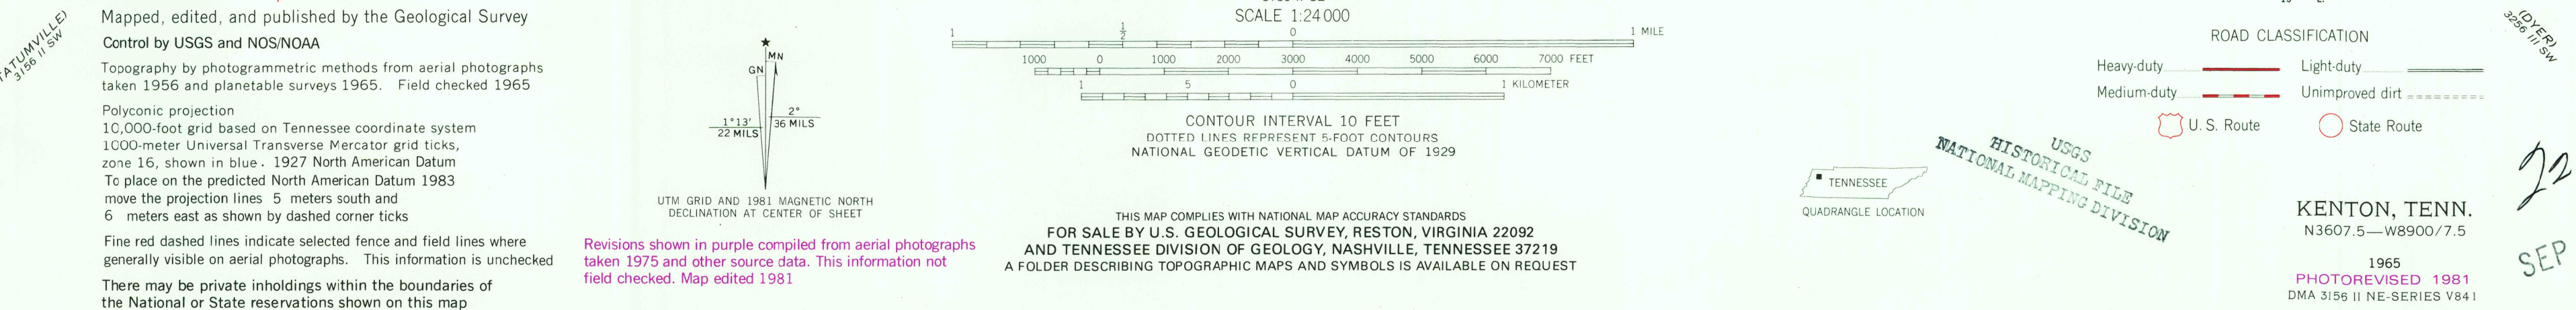 Mapped, edited, and published by the Geological Survey
Control by USGS and NOS/NOAA
Topography by photogrammetric methods from aerial photographs
taken 1956 and planetable surveys 1965. Field checked 1965
Polyconic projection
10,000-foot grid based on Tennessee coordinate system
1000-meter Universal Transverse Mercator grid ticks,
zone 16, shown in blue. 1927 North American Datum
To place on the predicted North American Datum 1983
move the projection lines 5 meters south and
6 meters east as shown by dashed corner ticks
Fine red dashed lines indicate selected fence and field lines where
generally visible on aerial photographs. This information is unchecked
There may be private inholdings within the boundaries of
the National or State reservations shown on this map
3156 II SW
★
MN
GN
1°13'
22 MILS
2°
36 MILS
UTM GRID AND 1981 MAGNETIC NORTH
DECLINATION AT CENTER OF SHEET
Revisions shown in purple compiled from aerial photographs
taken 1975 and other source data. This information not
field checked. Map edited 1981
SCALE 1:24 000
1 ½ 0 1 MILE
1000 0 1000 2000 3000 4000 5000 6000 7000 FEET
1 5 0 1 KILOMETER
CONTOUR INTERVAL 10 FEET
DOTTED LINES REPRESENT 5-FOOT CONTOURS
NATIONAL GEODETIC VERTICAL DATUM OF 1929
THIS MAP COMPLIES WITH NATIONAL MAP ACCURACY STANDARDS
FOR SALE BY U.S. GEOLOGICAL SURVEY, RESTON, VIRGINIA 22092
AND TENNESSEE DIVISION OF GEOLOGY, NASHVILLE, TENNESSEE 37219
A FOLDER DESCRIBING TOPOGRAPHIC MAPS AND SYMBOLS IS AVAILABLE ON REQUEST
TENNESSEE
QUADRANGLE LOCATION
USGS
HISTORICAL FILE
NATIONAL MAPPING DIVISION
ROAD CLASSIFICATION
Heavy-duty
Light-duty
Medium-duty
Unimproved dirt
U. S. Route
State Route
(DYER)
3256 III SW
22
KENTON, TENN.
N3607.5—W8900/7.5
1965
PHOTOREVISED 1981
DMA 3156 II NE-SERIES V841
SEP